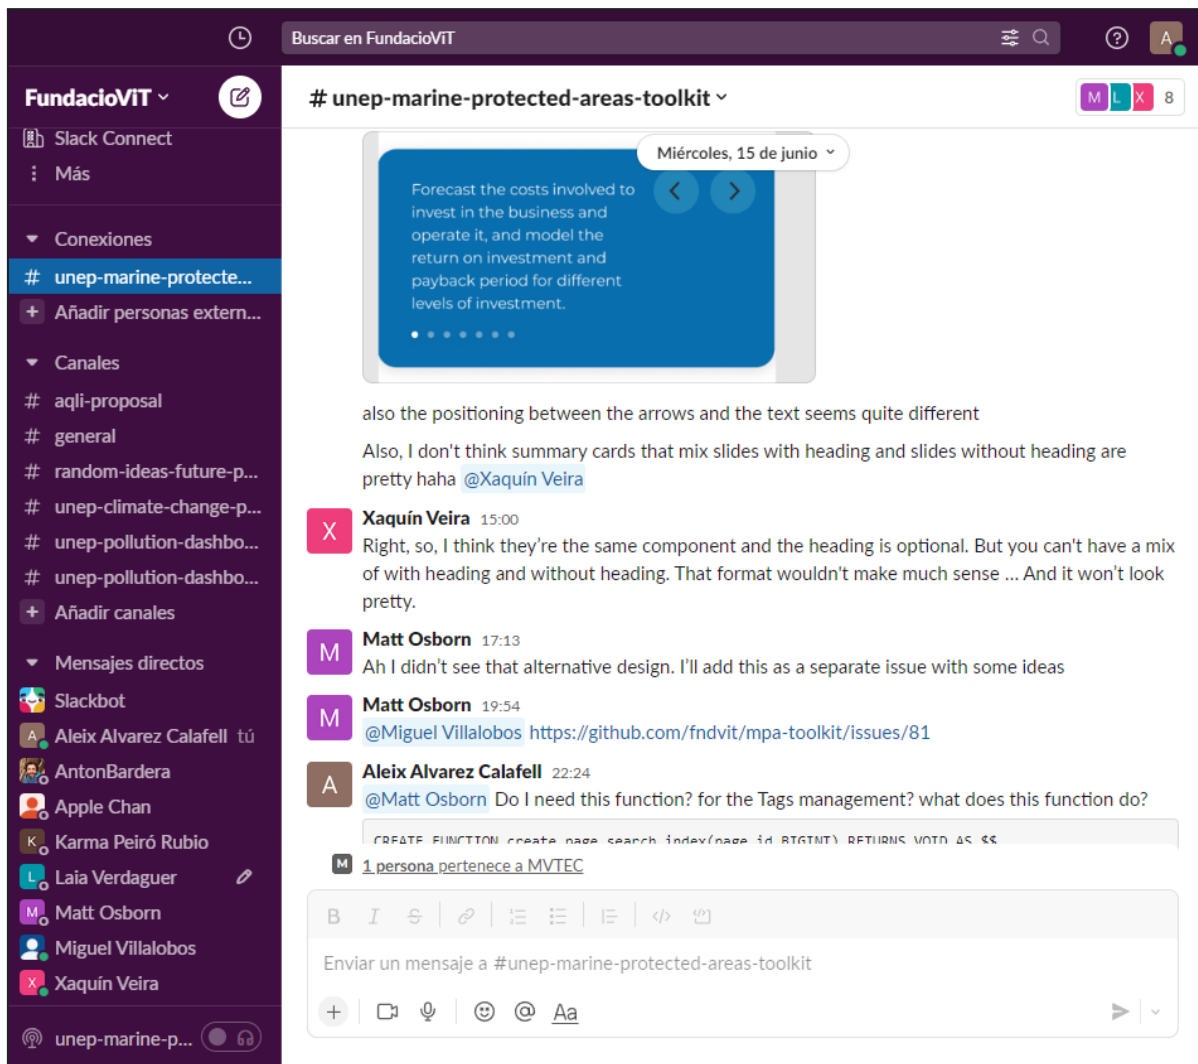 Buscar en FundacioViT
A
FundacioViT
# unep-marine-protected-areas-toolkit
M L X 8
Slack Connect
Más
Conexiones
# unep-marine-protecte...
+ Añadir personas extern...
Canales
# aqli-proposal
# general
# random-ideas-future-p...
# unep-climate-change-p...
# unep-pollution-dashbo...
# unep-pollution-dashbo...
+ Añadir canales
Mensajes directos
Slackbot
A Aleix Alvarez Calafell tú
AntonBardera
Apple Chan
K Karma Peiró Rubio
L Laia Verdaguer
M Matt Osborn
Miguel Villalobos
X Xaquín Veira
unep-marine-p...
Miércoles, 15 de junio
Forecast the costs involved to
invest in the business and
operate it, and model the
return on investment and
payback period for different
levels of investment.
also the positioning between the arrows and the text seems quite different
Also, I don't think summary cards that mix slides with heading and slides without heading are
pretty haha @Xaquín Veira
X
Xaquín Veira 15:00
Right, so, I think they’re the same component and the heading is optional. But you can't have a mix
of with heading and without heading. That format wouldn't make much sense ... And it won’t look
pretty.
M
Matt Osborn 17:13
Ah I didn’t see that alternative design. I’ll add this as a separate issue with some ideas
M
Matt Osborn 19:54
@Miguel Villalobos https://github.com/fndvit/mpa-toolkit/issues/81
A
Aleix Alvarez Calafell 22:24
@Matt Osborn Do I need this function? for the Tags management? what does this function do?
CREATE FUNCTION create_page_search_index(page_id BIGINT) RETURNS VOID AS $$
M 1 persona pertenece a MVTEC
B I S
Enviar un mensaje a #unep-marine-protected-areas-toolkit
+ @ Aa